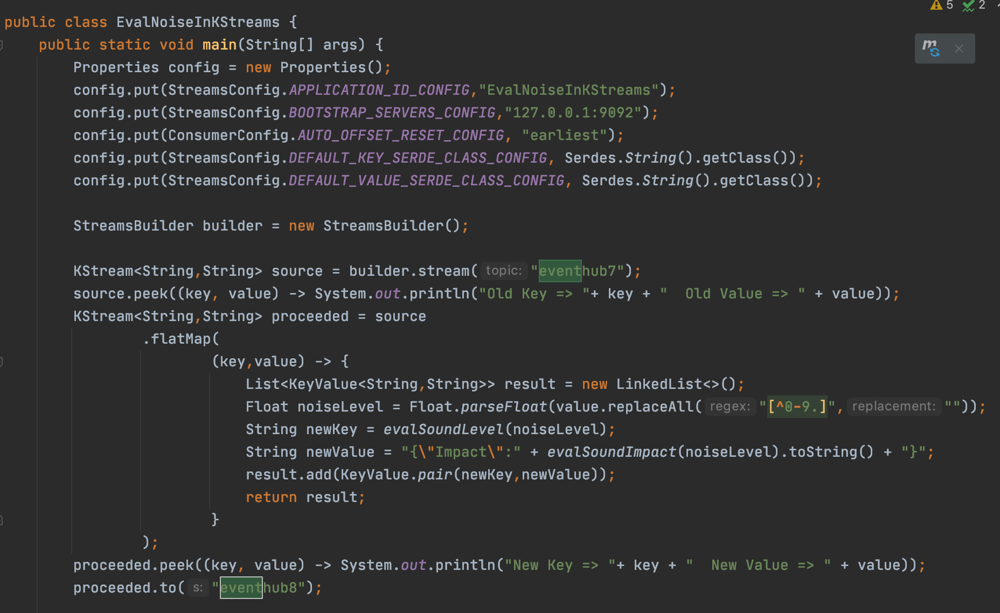 5 2
public class EvalNoiseInKStreams {
public static void main(String[] args) {
Properties config = new Properties();
config.put(StreamsConfig.APPLICATION_ID_CONFIG,"EvalNoiseInKStreams");
config.put(StreamsConfig.BOOTSTRAP_SERVERS_CONFIG,"127.0.0.1:9092");
config.put(ConsumerConfig.AUTO_OFFSET_RESET_CONFIG, "earliest");
config.put(StreamsConfig.DEFAULT_KEY_SERDE_CLASS_CONFIG, Serdes.String().getClass());
config.put(StreamsConfig.DEFAULT_VALUE_SERDE_CLASS_CONFIG, Serdes.String().getClass());
StreamsBuilder builder = new StreamsBuilder();
KStream<String,String> source = builder.stream( topic: "eventhub7");
source.peek((key, value) -> System.out.println("Old Key => "+ key + "  Old Value => " + value));
KStream<String,String> proceeded = source
.flatMap(
(key,value) -> {
List<KeyValue<String,String>> result = new LinkedList<>();
Float noiseLevel = Float.parseFloat(value.replaceAll( regex: "[^0-9.]", replacement: ""));
String newKey = evalSoundLevel(noiseLevel);
String newValue = "{\"Impact\":" + evalSoundImpact(noiseLevel).toString() + "}";
result.add(KeyValue.pair(newKey,newValue));
return result;
}
);
proceeded.peek((key, value) -> System.out.println("New Key => "+ key + "  New Value => " + value));
proceeded.to( s: "eventhub8");